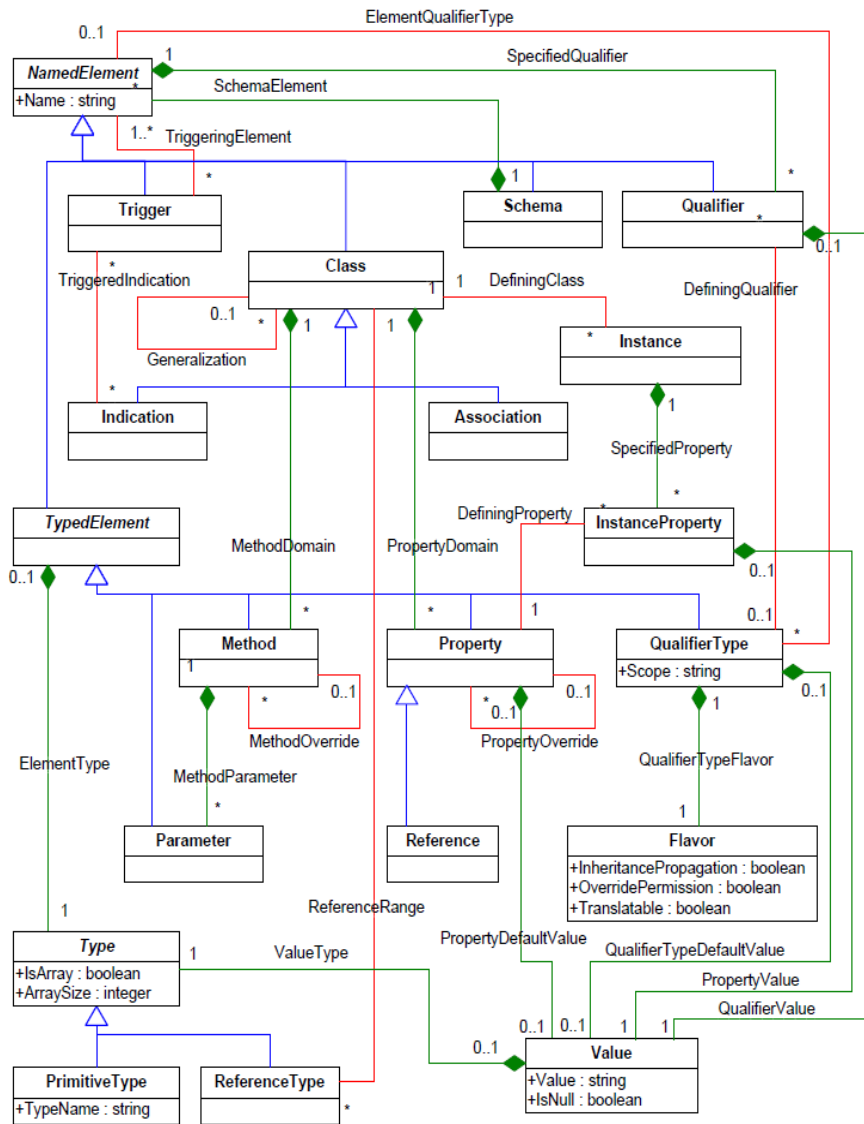 ElementQualifierType
0..1
1
SpecifiedQualifier
NamedElement
*
+Name : string
SchemaElement
1..*
TriggeringElement
*
1
*
Trigger
Schema
Qualifier
*
*
0..1
TriggeredIndication
Class
1
1
DefiningClass
DefiningQualifier
0..1
*
1
1
*
Instance
Generalization
*
1
Indication
Association
SpecifiedProperty
*
TypedElement
DefiningProperty
*
InstanceProperty
0..1
MethodDomain
PropertyDomain
0..1
*
*
1
0..1
*
Method
Property
QualifierType
1
+Scope : string
*
0..1
*
0..1
0..1
1
0..1
MethodOverride
PropertyOverride
ElementType
MethodParameter
QualifierTypeFlavor
*
1
Parameter
Reference
Flavor
+InheritancePropagation : boolean
+OverridePermission : boolean
+Translatable : boolean
1
ReferenceRange
Type
1
ValueType
PropertyDefaultValue
QualifierTypeDefaultValue
+IsArray : boolean
+ArraySize : integer
PropertyValue
QualifierValue
0..1
0..1
1
1
0..1
Value
PrimitiveType
ReferenceType
+Value : string
+TypeName : string
*
+IsNull : boolean